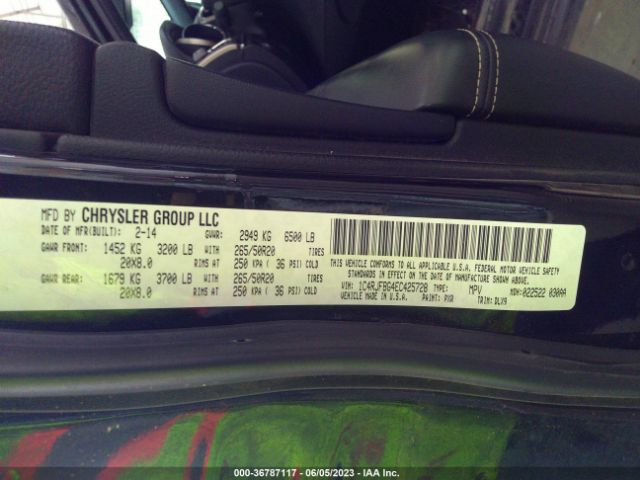 MFD BY CHRYSLER GROUP LLC
DATE OF MFR(BUILT): 2-14 GVWR: 2949 KG 6500 LB
GAWR FRONT: 1452 KG 3200 LB WITH 265/50R20 TIRES
20X8.0 RIMS AT 250 KPA ( 36 PSI) COLD
GAWR REAR: 1679 KG 3700 LB WITH 265/50R20 TIRES
20X8.0 RIMS AT 250 KPA ( 36 PSI) COLD
THIS VEHICLE CONFORMS TO ALL APPLICABLE U.S.A. FEDERAL MOTOR VEHICLE SAFETY
STANDARDS IN EFFECT ON THE DATE OF MANUFACTURE SHOWN ABOVE.
VIN: 1C4RJFBG4EC425728 TYPE: MPV MDH: 022522 030AA
VEHICLE MADE IN U.S.A. PAINT: PXR TRIM: DLX9
000-36787117 - 06/05/2023 - IAA Inc.